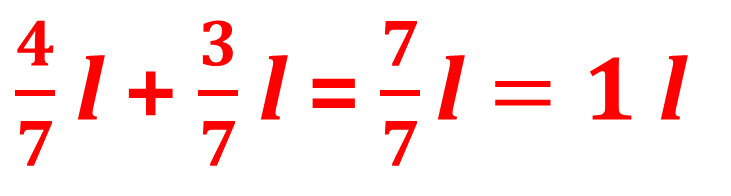 4/7 l + 3/7 l = 7/7 l = 1 l